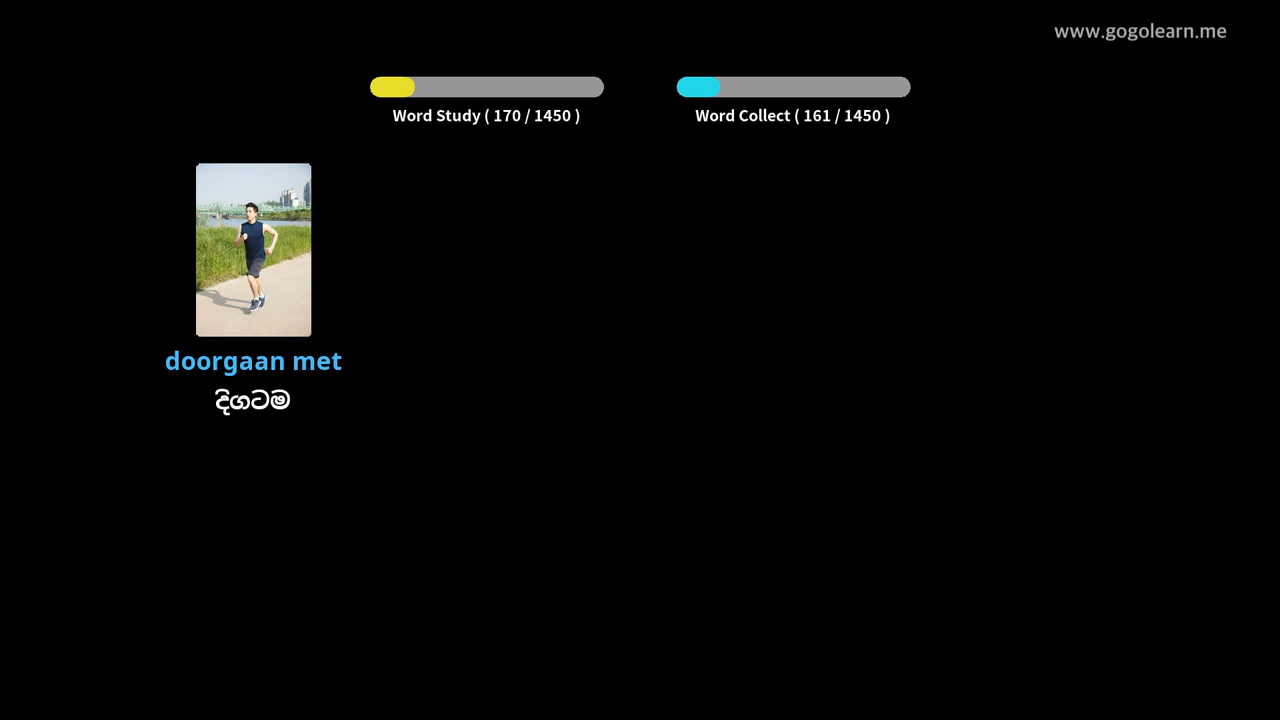 www.gogolearn.me
Word Study ( 170 / 1450 )
Word Collect ( 161 / 1450 )
doorgaan met
දිගටම